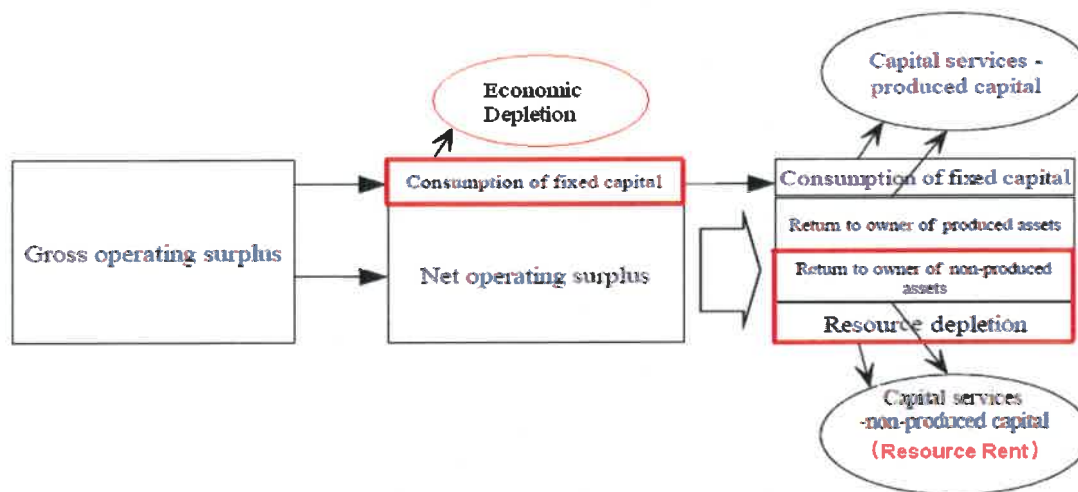 Capital services -
produced capital
Economic
Depletion
Gross operating surplus
Consumption of fixed capital
Net operating surplus
Consumption of fixed capital
Return to owner of produced assets
Return to owner of non-produced
assets
Resource depletion
Capital services
-non-produced capital
(Resource Rent)